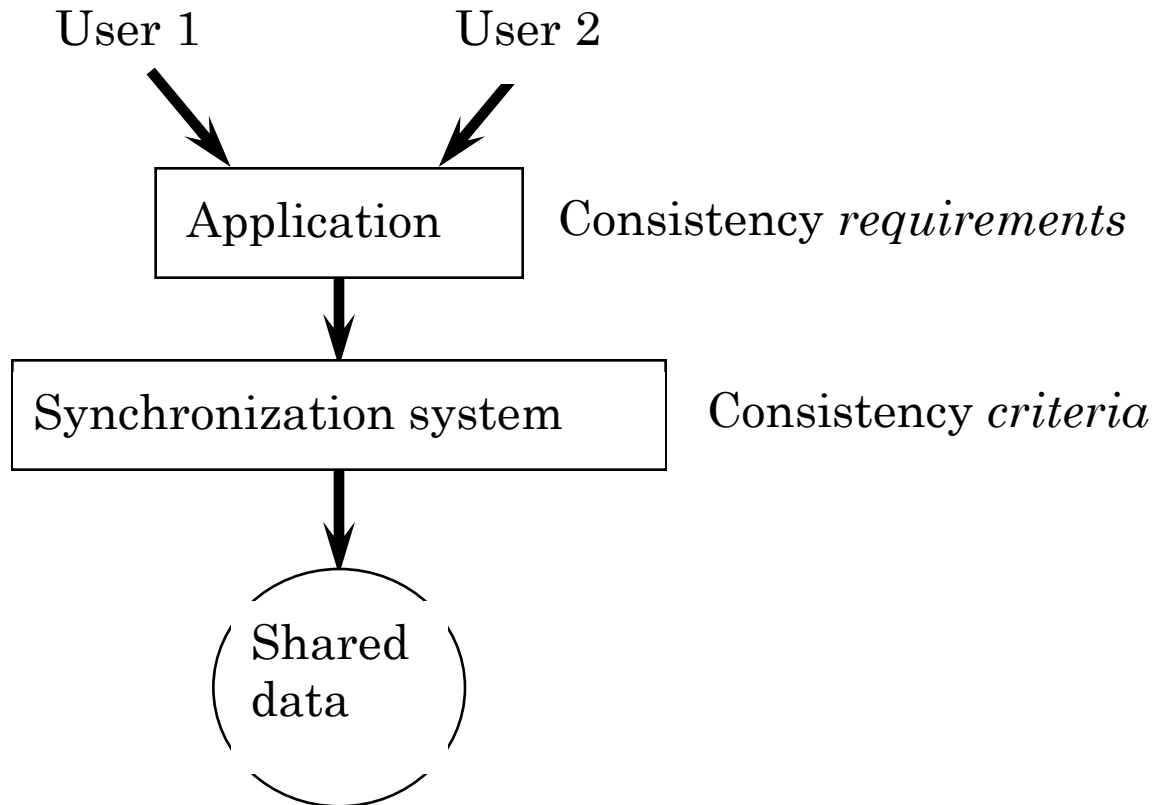 User 1
User 2
Application
Consistency requirements
Synchronization system
Consistency criteria
Shared
data